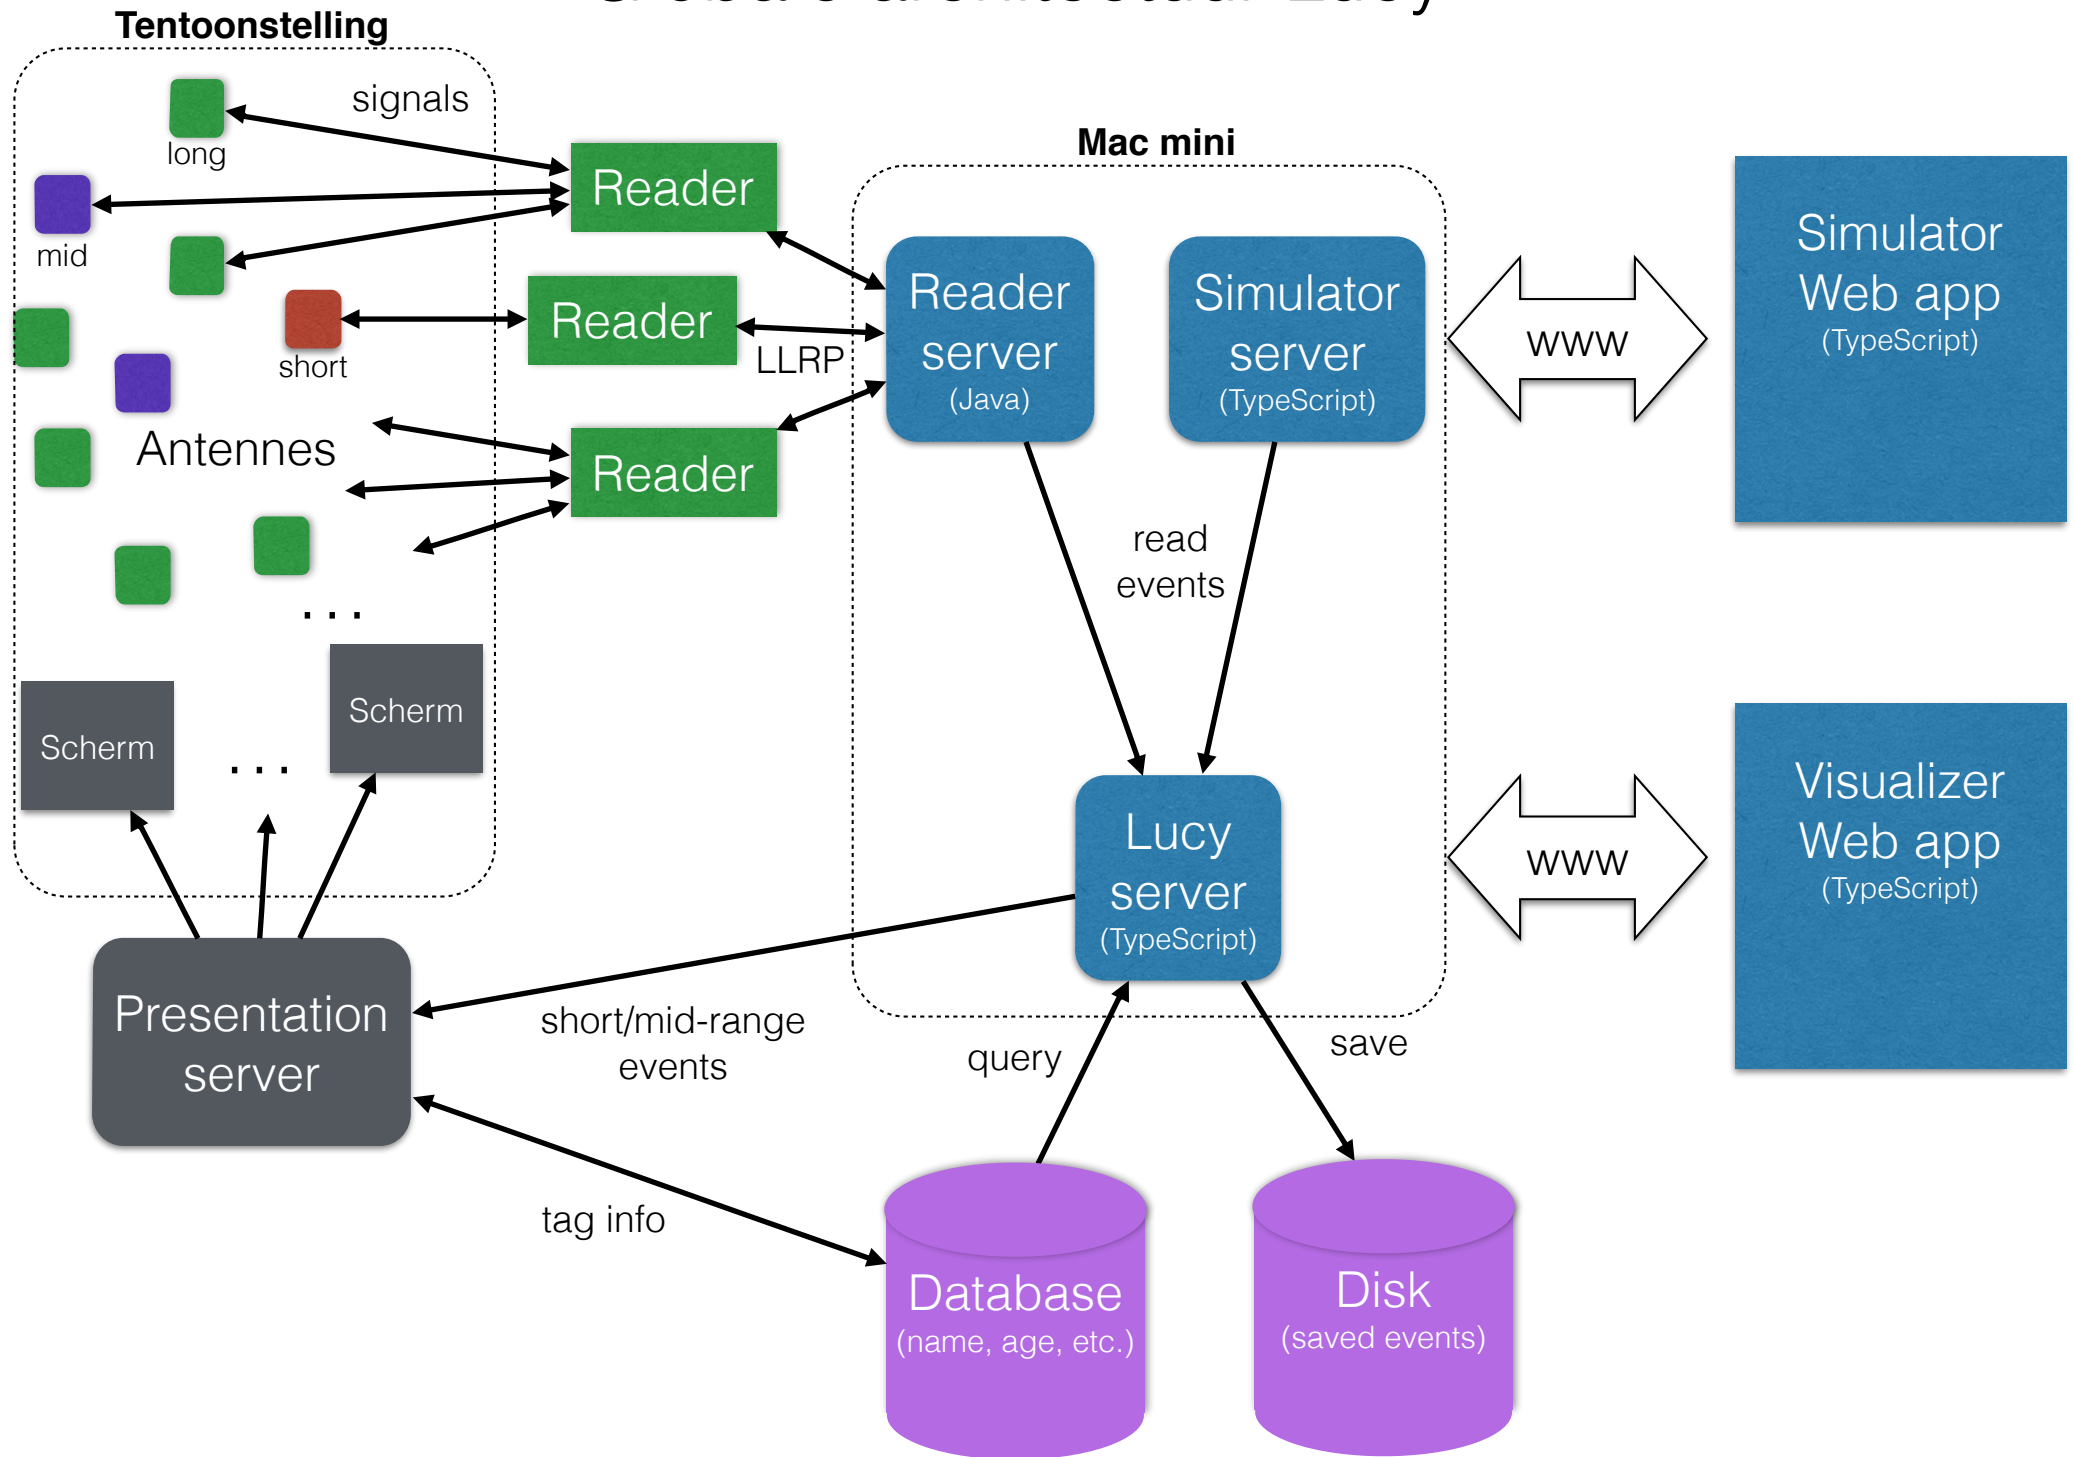 Tentoonstelling
signals
long
mid
short
Antennes
. . .
Scherm
Scherm
. . .
Reader
Reader
Reader
LLRP
Mac mini
Reader
server
(Java)
Simulator
server
(TypeScript)
read
events
Lucy
server
(TypeScript)
www
Simulator
Web app
(TypeScript)
www
Visualizer
Web app
(TypeScript)
Presentation
server
short/mid-range
events
query
save
tag info
Database
(name, age, etc.)
Disk
(saved events)